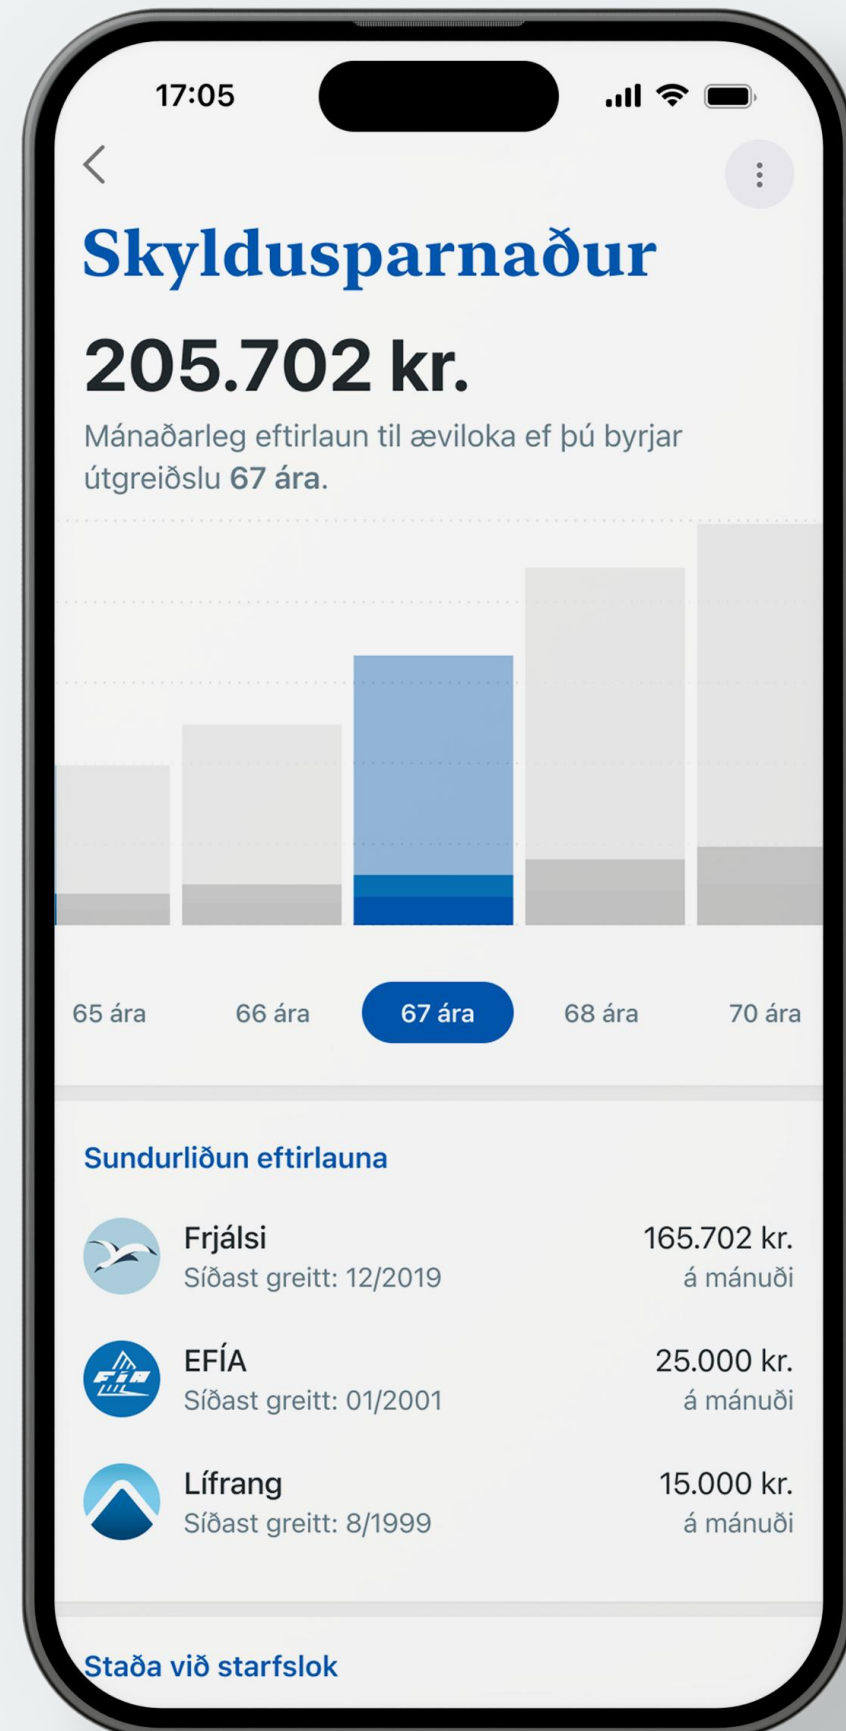 17:05
Skyldusparnaður
205.702 kr.
Mánaðarleg eftirlaun til æviloka ef þú byrjar
útgreiðslu 67 ára.
65 ára 66 ára 67 ára 68 ára 70 ára
Sundurliðun eftirlauna
Frjálsi 165.702 kr.
Síðast greitt: 12/2019 á mánuði
EFÍA 25.000 kr.
FÍA
Síðast greitt: 01/2001 á mánuði
Lífrang 15.000 kr.
Síðast greitt: 8/1999 á mánuði
Staða við starfslok